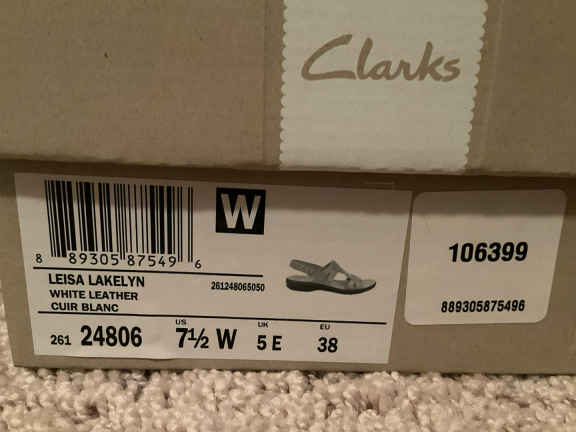 Clarks
W
8 89305 87549 6
LEISA LAKELYN
WHITE LEATHER
CUIR BLANC
261248065050
261 24806
US
7½ W
UK
5 E
EU
38
106399
889305875496